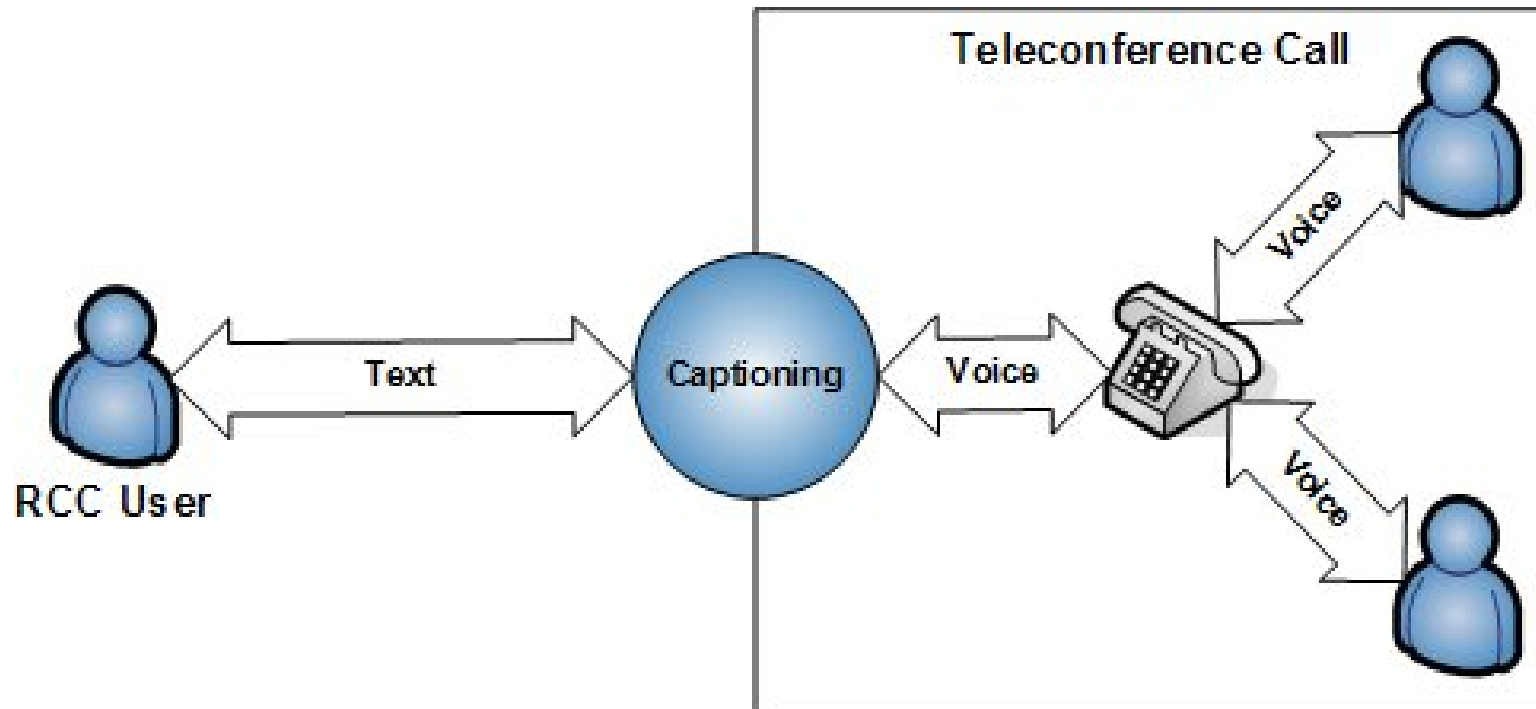 Teleconference Call
Voice
Text
Captioning
Voice
Voice
RCC User